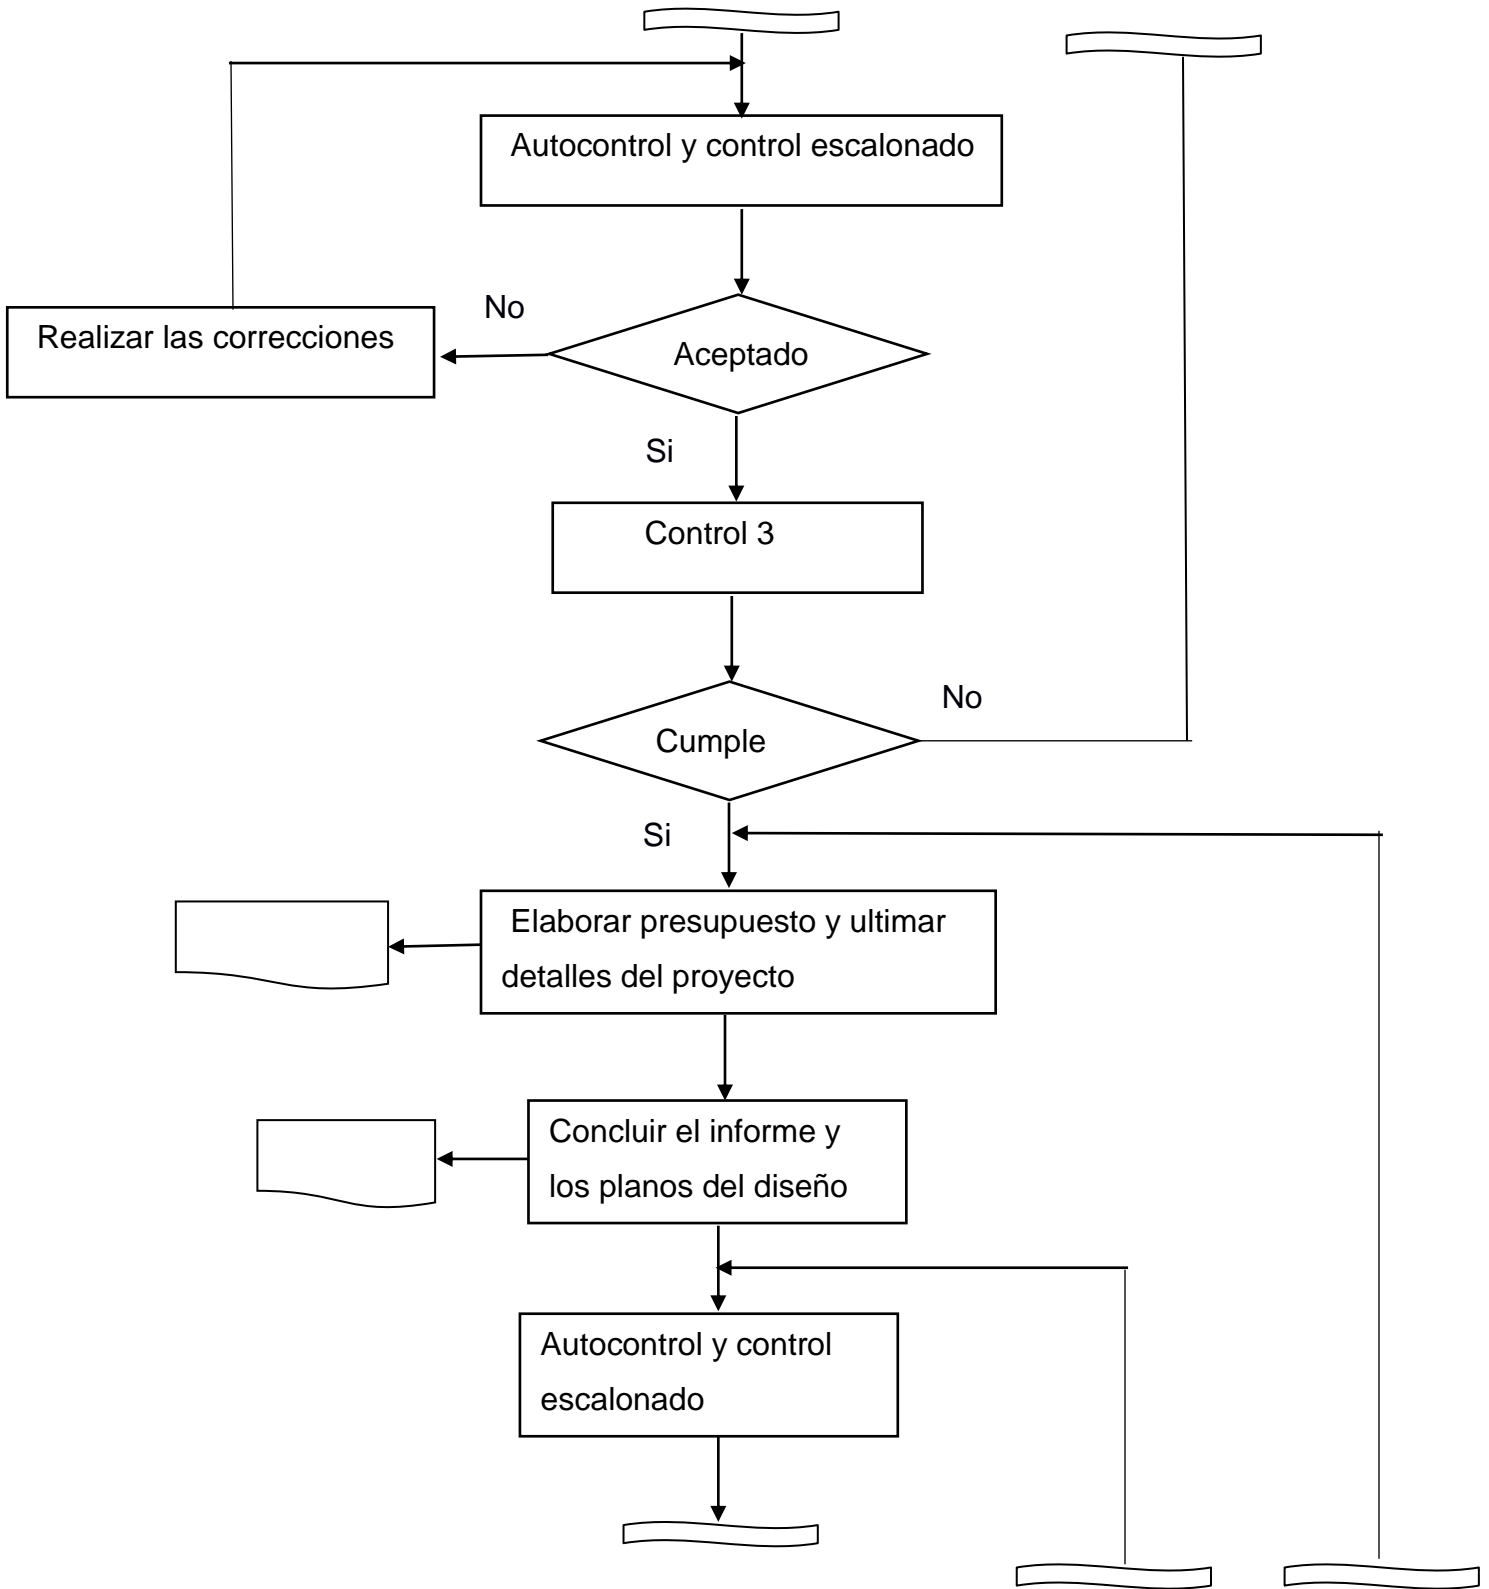 Autocontrol y control escalonado
No
Realizar las correcciones
Aceptado
Si
Control 3
No
Cumple
Si
Elaborar presupuesto y ultimar
detalles del proyecto
Concluir el informe y
los planos del diseño
Autocontrol y control
escalonado